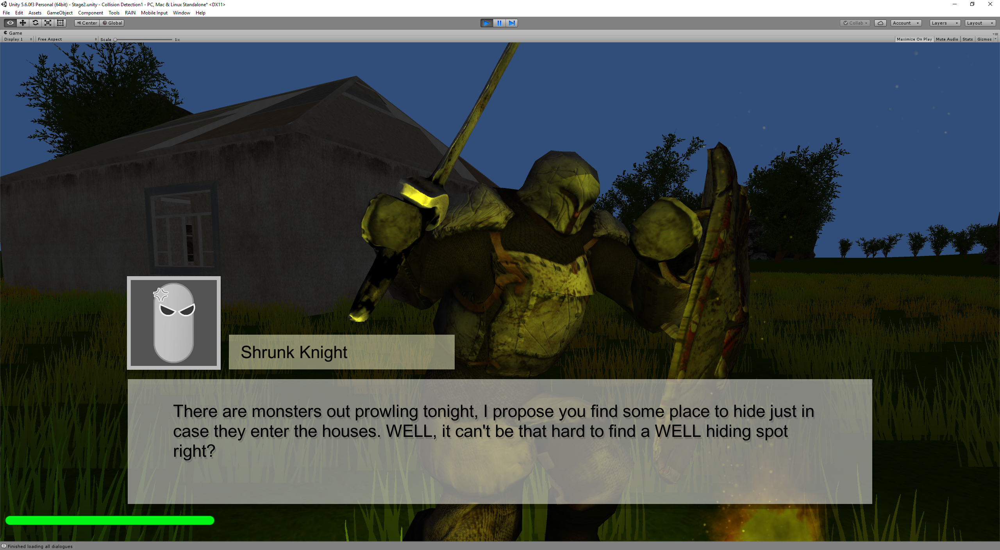 Unity 5.6.0f3 Personal (64bit) - Stage2.unity - Collision Detection1 - PC, Mac & Linux Standalone* <DX11>
File Edit Assets GameObject Component Tools RAIN Mobile Input Window Help
Center Global Collab Account Layers Layout
Game
Display 1 Free Aspect Scale 1x Maximize On Play Mute Audio Stats Gizmos
Shrunk Knight
There are monsters out prowling tonight, I propose you find some place to hide just in
case they enter the houses. WELL, it can't be that hard to find a WELL hiding spot
right?
Finished loading all dialogues